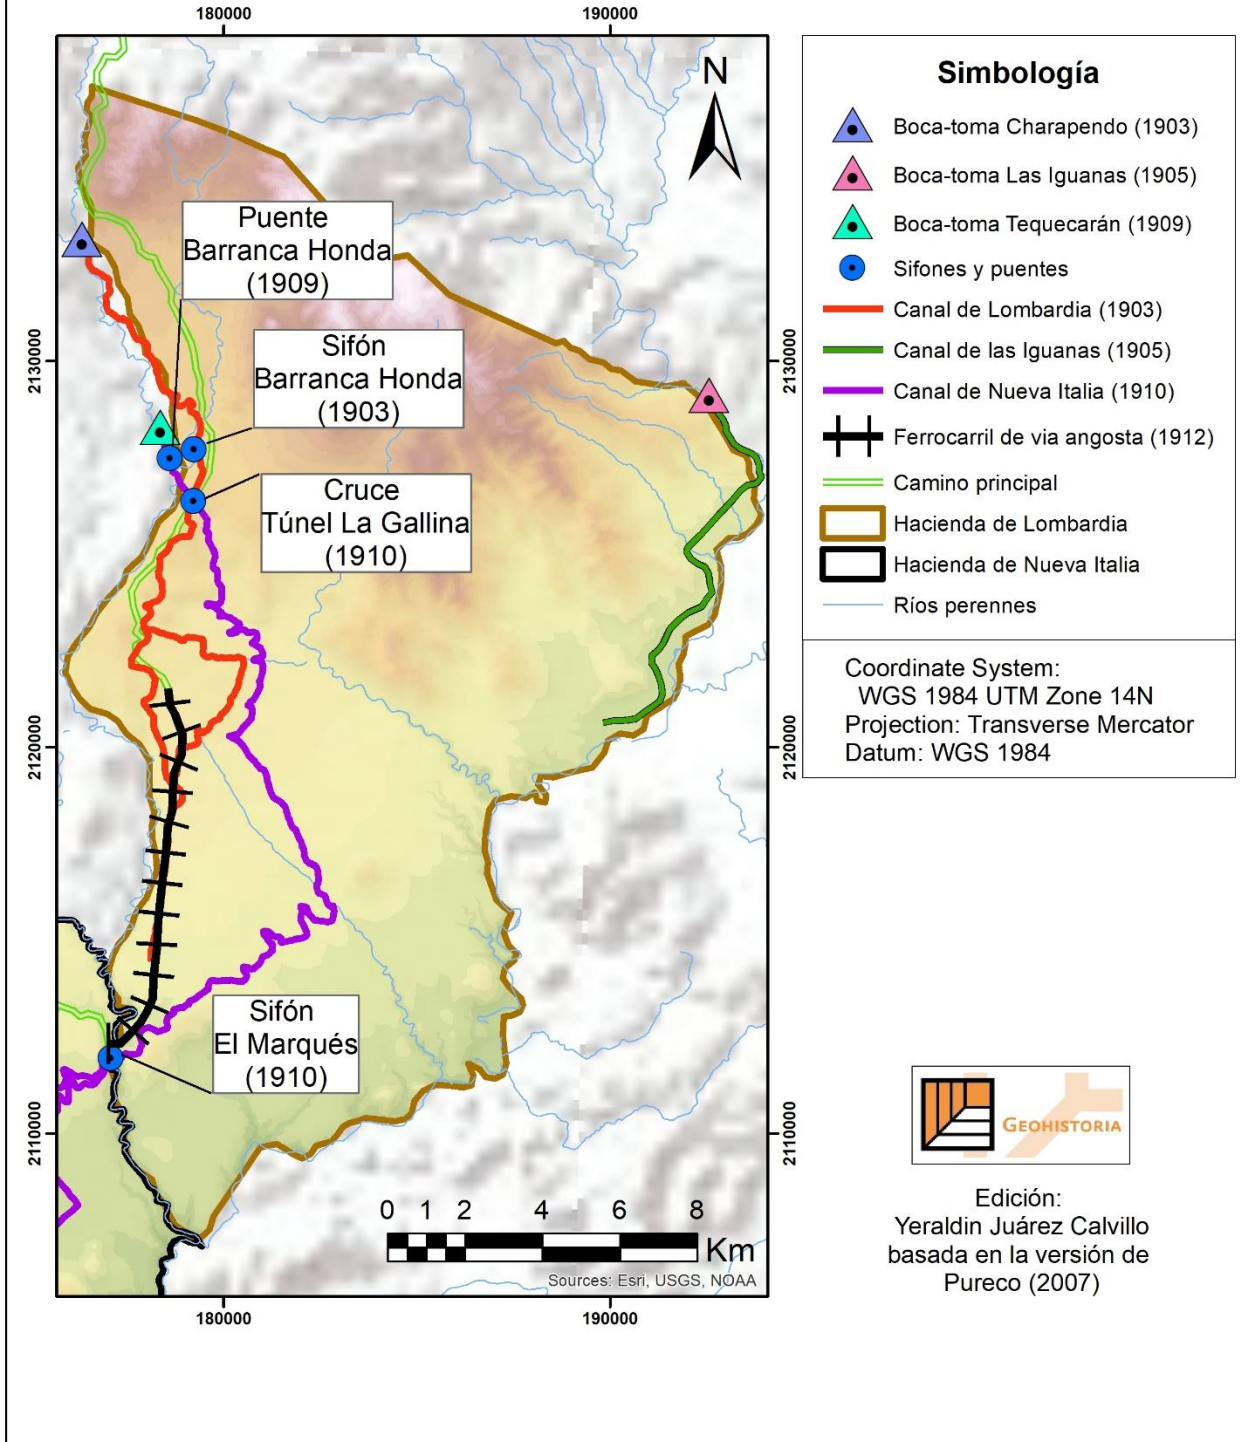 180000
190000
N
Puente
Barranca Honda
(1909)
Sifón
Barranca Honda
(1903)
Cruce
Túnel La Gallina
(1910)
Sifón
El Marqués
(1910)
2130000
2130000
2120000
2120000
2110000
2110000
0 1 2 4 6 8
Km
Sources: Esri, USGS, NOAA
180000
190000
Simbología
Boca-toma Charapendo (1903)
Boca-toma Las Iguanas (1905)
Boca-toma Tequecarán (1909)
Sifones y puentes
Canal de Lombardia (1903)
Canal de las Iguanas (1905)
Canal de Nueva Italia (1910)
Ferrocarril de via angosta (1912)
Camino principal
Hacienda de Lombardia
Hacienda de Nueva Italia
Ríos perennes
Coordinate System:
WGS 1984 UTM Zone 14N
Projection: Transverse Mercator
Datum: WGS 1984
GEOHISTORIA
Edición:
Yeraldin Juárez Calvillo
basada en la versión de
Pureco (2007)